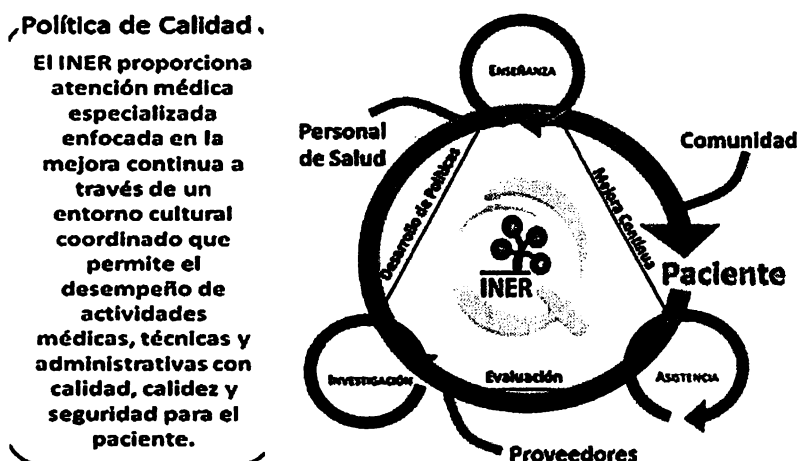 Política de Calidad
El INER proporciona
atención médica
especializada
enfocada en la
mejora continua a
través de un
entorno cultural
coordinado que
permite el
desempeño de
actividades
médicas, técnicas y
administrativas con
calidad, calidez y
seguridad para el
paciente.
ENSEÑANZA
Personal
de Salud
Comunidad
Desarrollo de Políticas
Mejora Continua
INER
Paciente
INVESTIGACIÓN
Evaluación
ASISTENCIA
Proveedores